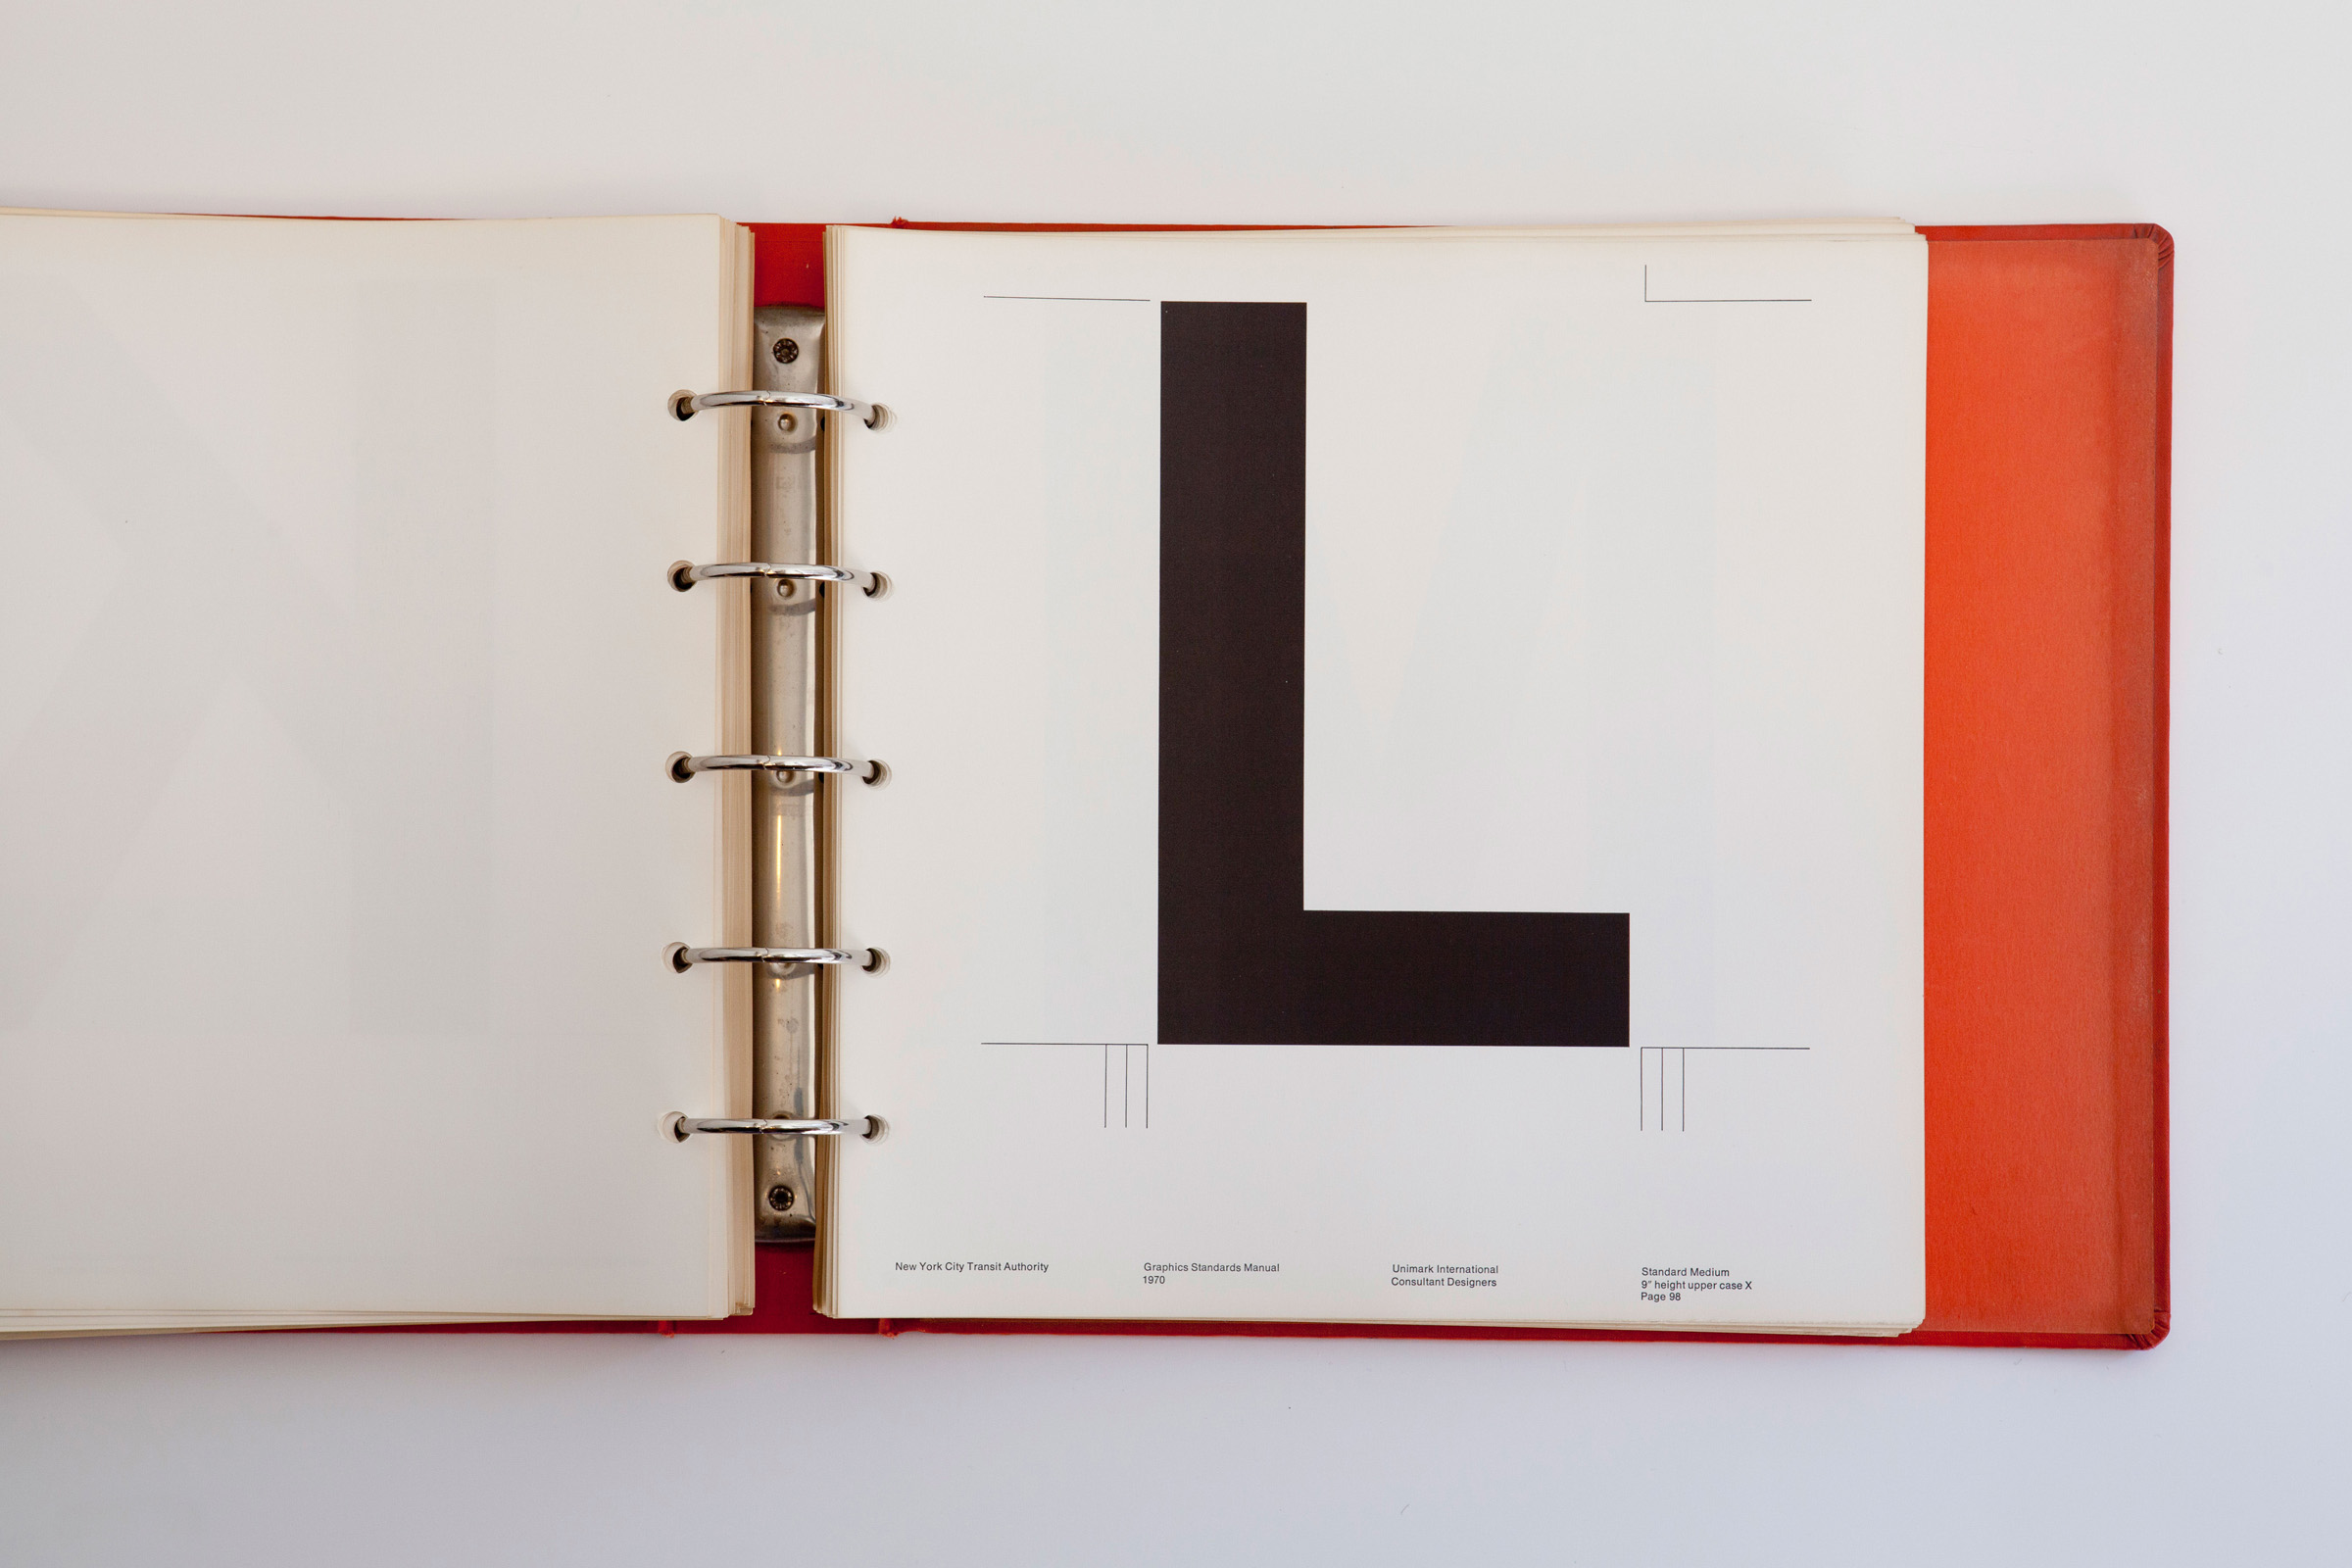 L
New York City Transit Authority
Graphics Standards Manual
1970
Unimark International
Consultant Designers
Standard Medium
9" height upper case X
Page 98